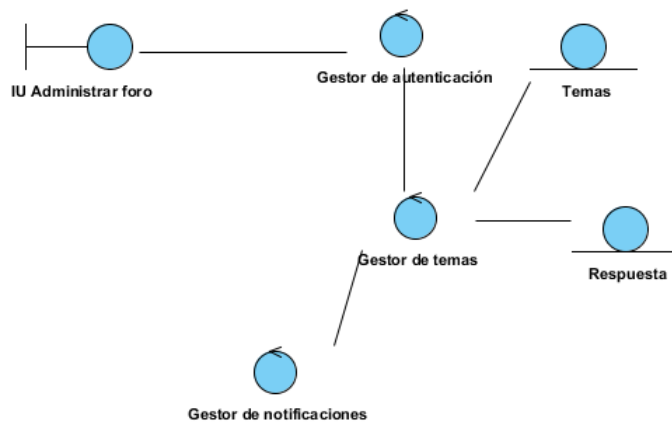 IU Administrar foro
Gestor de autenticación
Temas
Gestor de temas
Respuesta
Gestor de notificaciones